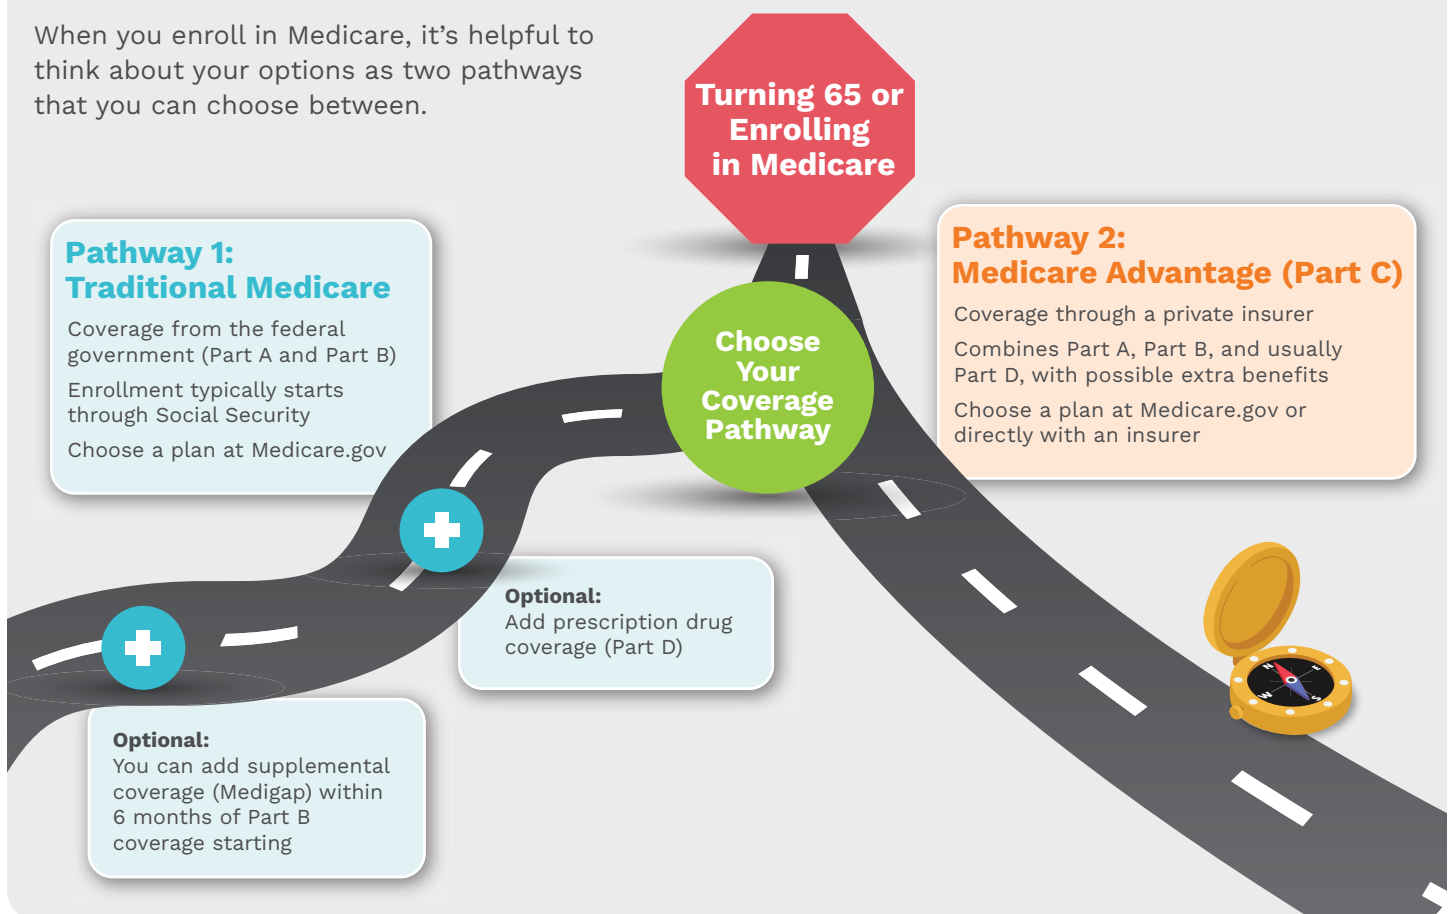 When you enroll in Medicare, it's helpful to
think about your options as two pathways
that you can choose between.
Turning 65 or
Enrolling
in Medicare
Choose
Your
Coverage
Pathway
Pathway 1:
Traditional Medicare
Coverage from the federal
government (Part A and Part B)
Enrollment typically starts
through Social Security
Choose a plan at Medicare.gov
Optional:
Add prescription drug
coverage (Part D)
Optional:
You can add supplemental
coverage (Medigap) within
6 months of Part B
coverage starting
Pathway 2:
Medicare Advantage (Part C)
Coverage through a private insurer
Combines Part A, Part B, and usually
Part D, with possible extra benefits
Choose a plan at Medicare.gov or
directly with an insurer
N
E
W
S